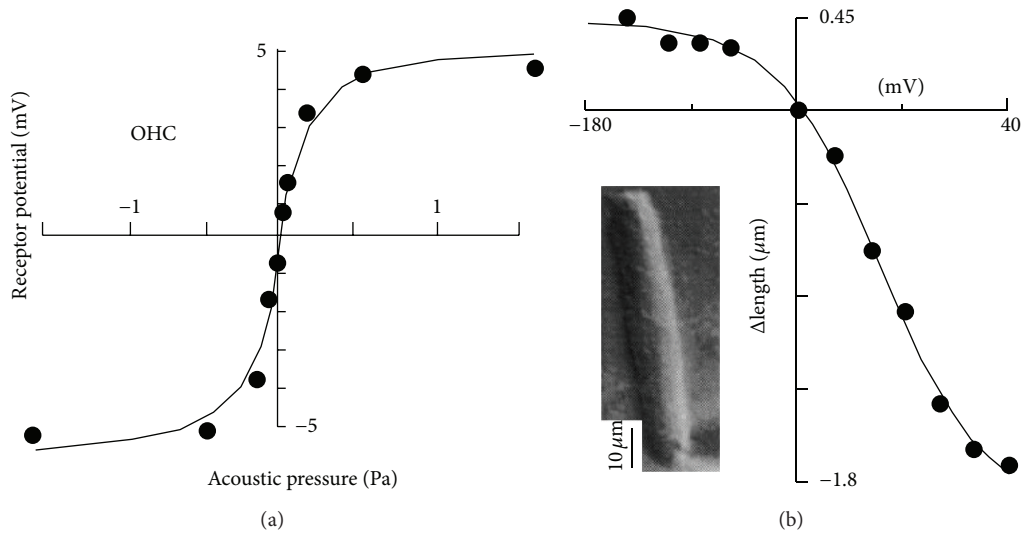 5
Receptor potential (mV)
OHC
−1
1
−5
Acoustic pressure (Pa)
(a)
0.45
(mV)
−180
40
Δlength (μm)
10 μm
−1.8
(b)